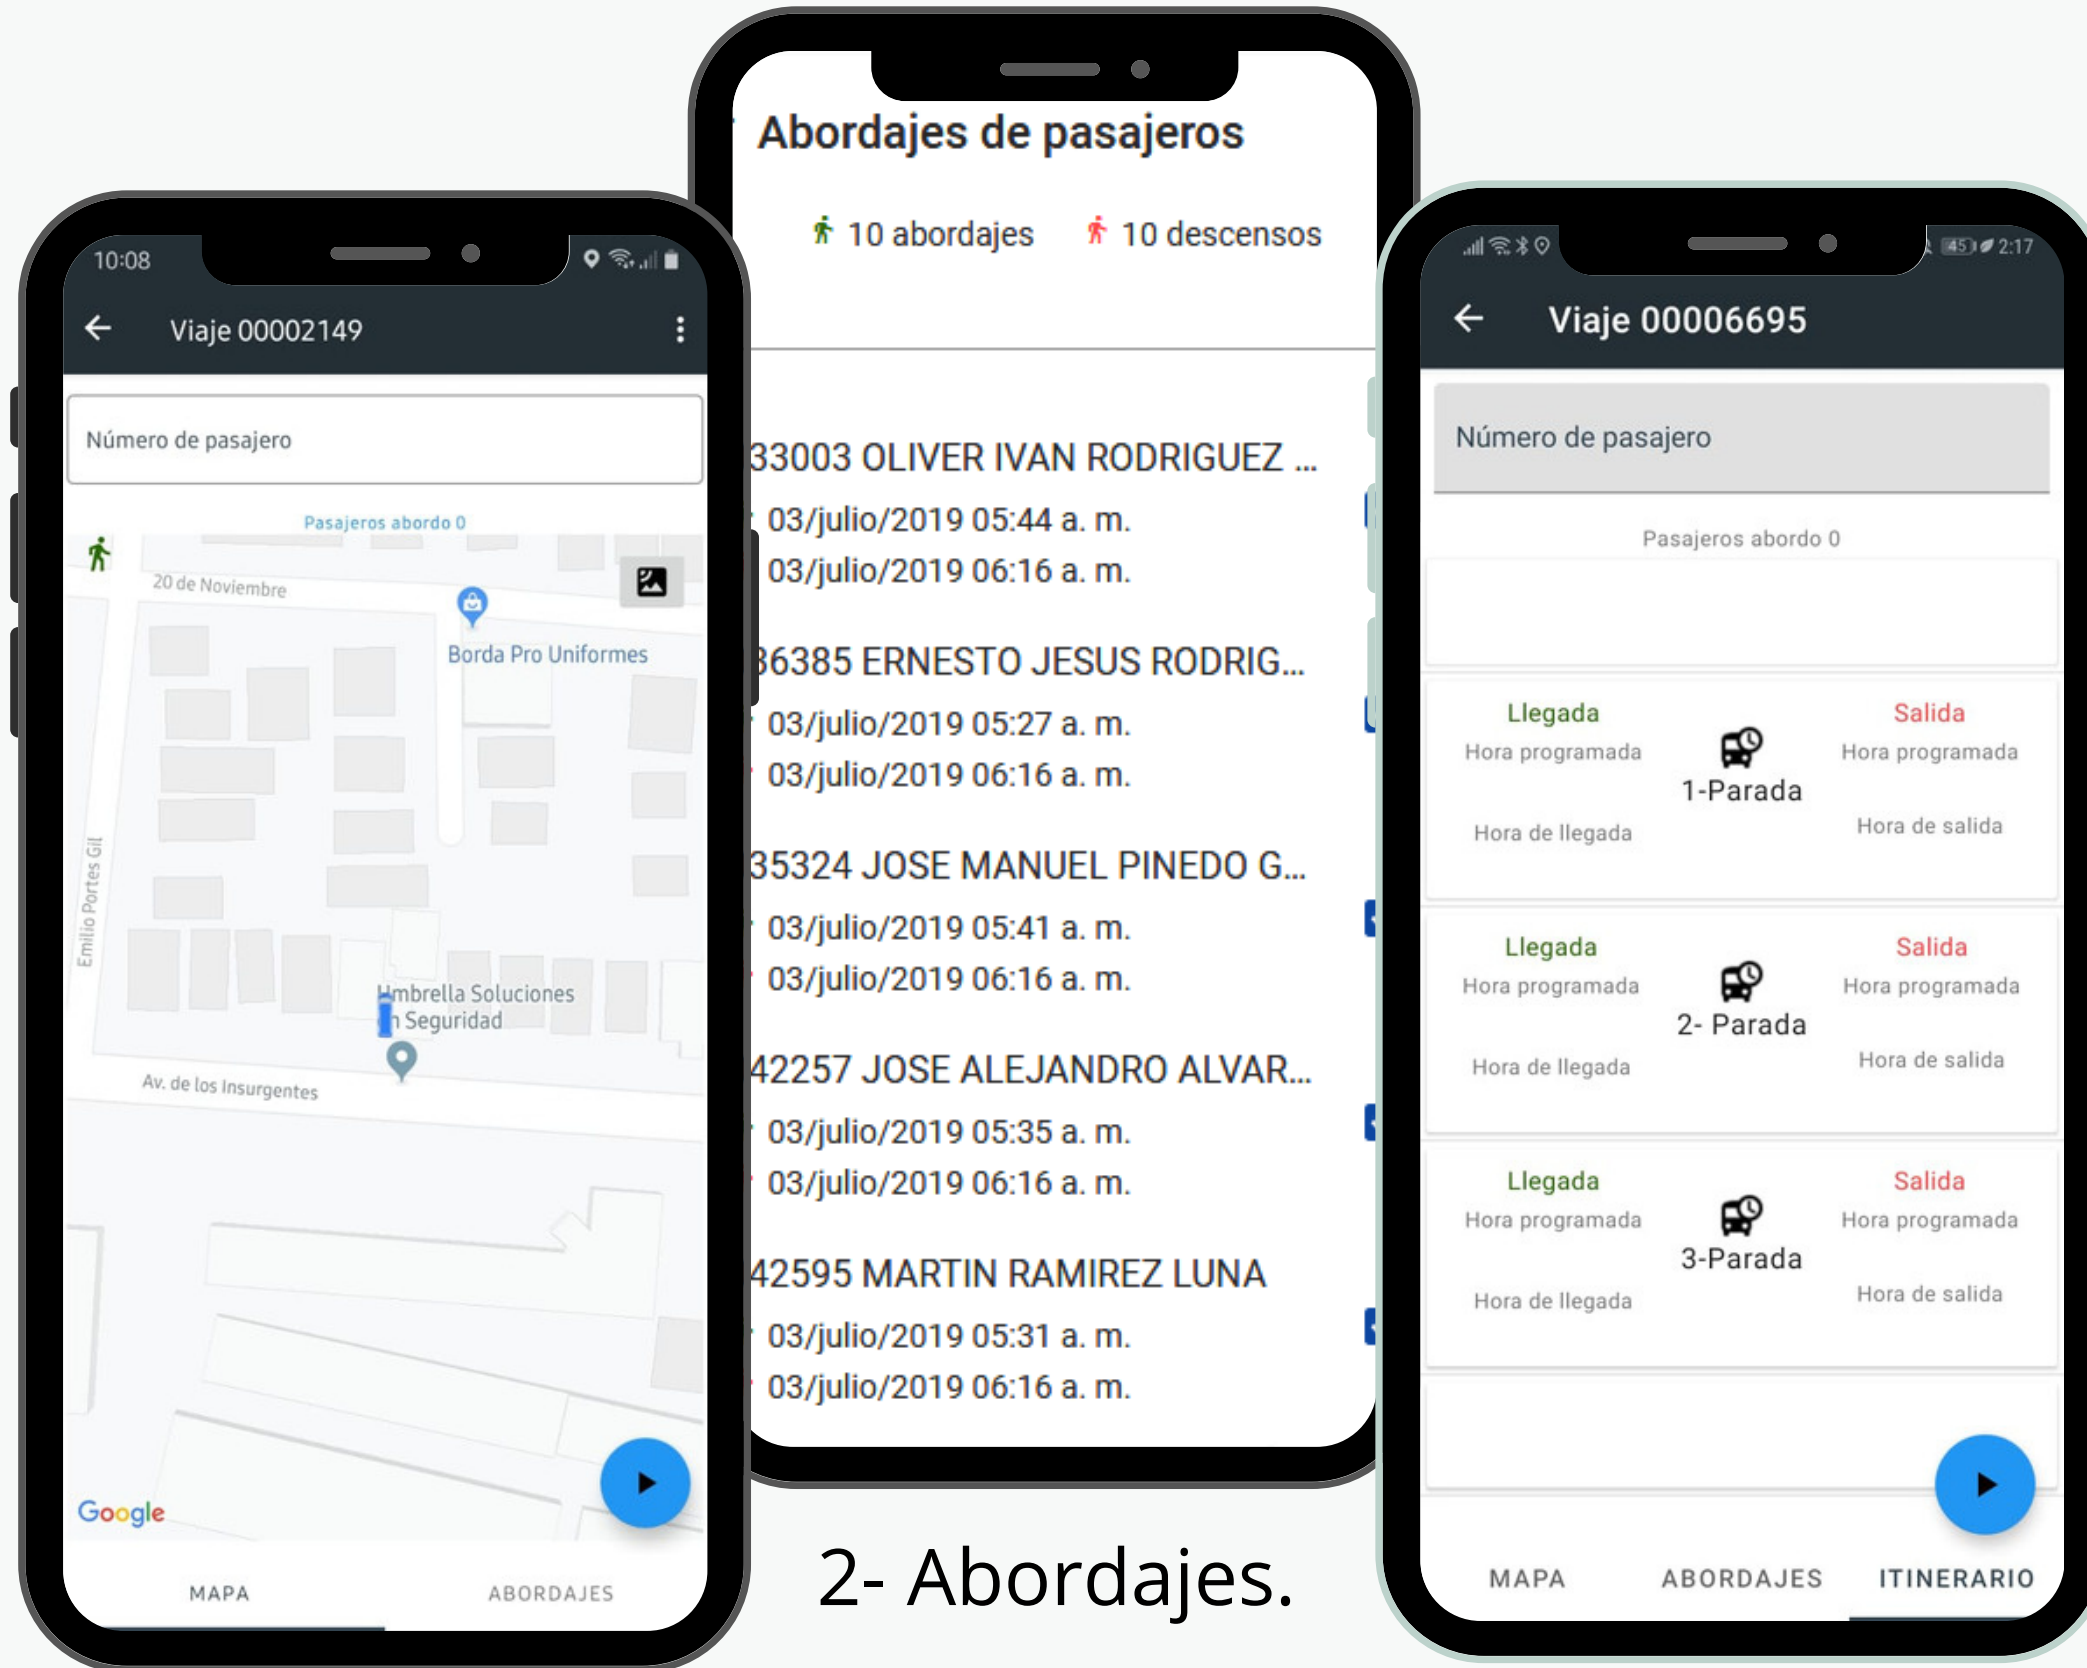 10:08
Viaje 00002149
Número de pasajero
Pasajeros abordo 0
20 de Noviembre
Borda Pro Uniformes
Emilio Portes Gil
Umbrella Soluciones
en Seguridad
Av. de los Insurgentes
Google
MAPA ABORDAJES
Abordajes de pasajeros
10 abordajes 10 descensos
33003 OLIVER IVAN RODRIGUEZ ...
03/julio/2019 05:44 a. m.
03/julio/2019 06:16 a. m.
36385 ERNESTO JESUS RODRIG...
03/julio/2019 05:27 a. m.
03/julio/2019 06:16 a. m.
35324 JOSE MANUEL PINEDO G...
03/julio/2019 05:41 a. m.
03/julio/2019 06:16 a. m.
42257 JOSE ALEJANDRO ALVAR...
03/julio/2019 05:35 a. m.
03/julio/2019 06:16 a. m.
42595 MARTIN RAMIREZ LUNA
03/julio/2019 05:31 a. m.
03/julio/2019 06:16 a. m.
2- Abordajes.
45 2:17
Viaje 00006695
Número de pasajero
Pasajeros abordo 0
Llegada Salida
Hora programada Hora programada
1-Parada
Hora de llegada Hora de salida
Llegada Salida
Hora programada Hora programada
2- Parada
Hora de llegada Hora de salida
Llegada Salida
Hora programada Hora programada
3-Parada
Hora de llegada Hora de salida
MAPA ABORDAJES ITINERARIO